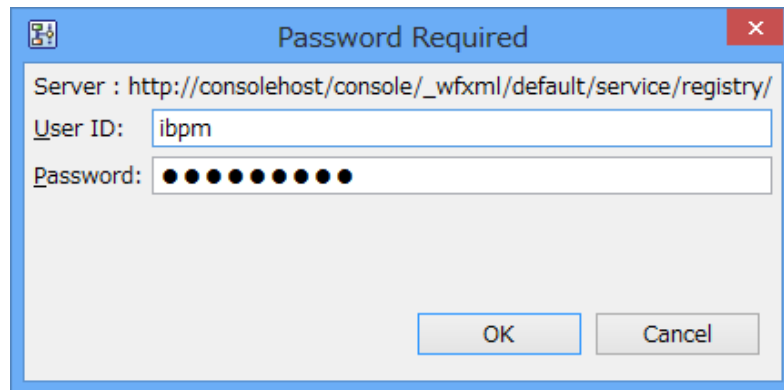 Password Required
Server : http://consolehost/console/_wfxml/default/service/registry/
User ID: ibpm
Password: ●●●●●●●●●
OK Cancel